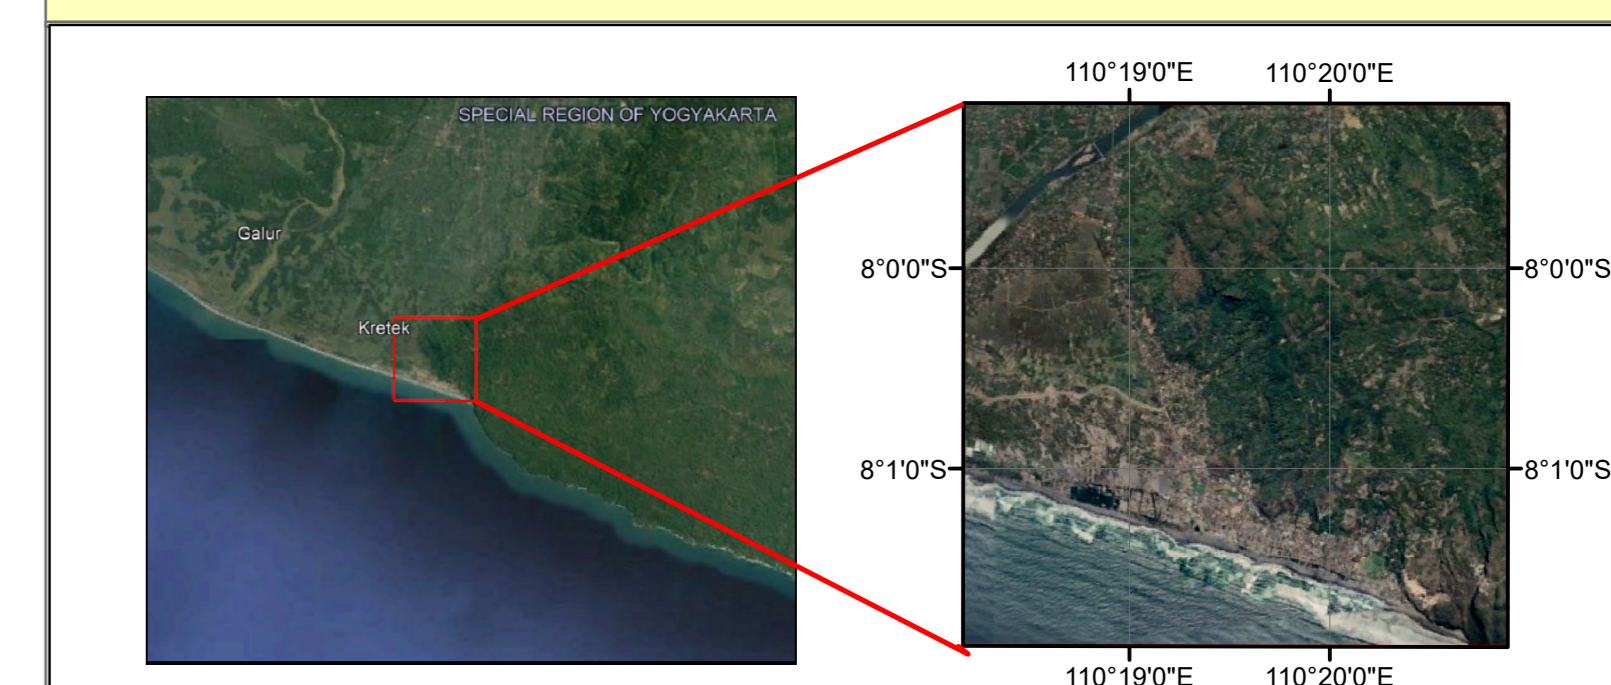 110°19'0"E 110°20'0"E
SPECIAL REGION OF YOGYAKARTA
Galur
8°0'0"S 8°0'0"S
Kretek
8°1'0"S 8°1'0"S
110°19'0"E 110°20'0"E